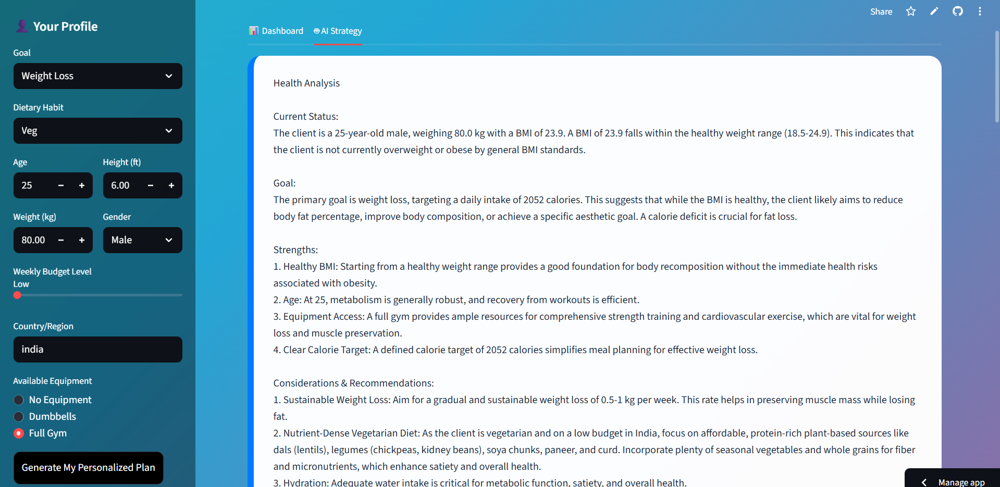 Your Profile
Goal
Weight Loss
Dietary Habit
Veg
Age
Height (ft)
25
6.00
Weight (kg)
Gender
80.00
Male
Weekly Budget Level
Low
Country/Region
india
Available Equipment
No Equipment
Dumbbells
Full Gym
Generate My Personalized Plan
Share
Dashboard
AI Strategy
Health Analysis
Current Status:
The client is a 25-year-old male, weighing 80.0 kg with a BMI of 23.9. A BMI of 23.9 falls within the healthy weight range (18.5-24.9). This indicates that
the client is not currently overweight or obese by general BMI standards.
Goal:
The primary goal is weight loss, targeting a daily intake of 2052 calories. This suggests that while the BMI is healthy, the client likely aims to reduce
body fat percentage, improve body composition, or achieve a specific aesthetic goal. A calorie deficit is crucial for fat loss.
Strengths:
1. Healthy BMI: Starting from a healthy weight range provides a good foundation for body recomposition without the immediate health risks
associated with obesity.
2. Age: At 25, metabolism is generally robust, and recovery from workouts is efficient.
3. Equipment Access: A full gym provides ample resources for comprehensive strength training and cardiovascular exercise, which are vital for weight
loss and muscle preservation.
4. Clear Calorie Target: A defined calorie target of 2052 calories simplifies meal planning for effective weight loss.
Considerations & Recommendations:
1. Sustainable Weight Loss: Aim for a gradual and sustainable weight loss of 0.5-1 kg per week. This rate helps in preserving muscle mass while losing
fat.
2. Nutrient-Dense Vegetarian Diet: As the client is vegetarian and on a low budget in India, focus on affordable, protein-rich plant-based sources like
dals (lentils), legumes (chickpeas, kidney beans), soya chunks, paneer, and curd. Incorporate plenty of seasonal vegetables and whole grains for fiber
and micronutrients, which enhance satiety and overall health.
3. Hydration: Adequate water intake is critical for metabolic function, satiety, and overall health.
Manage app